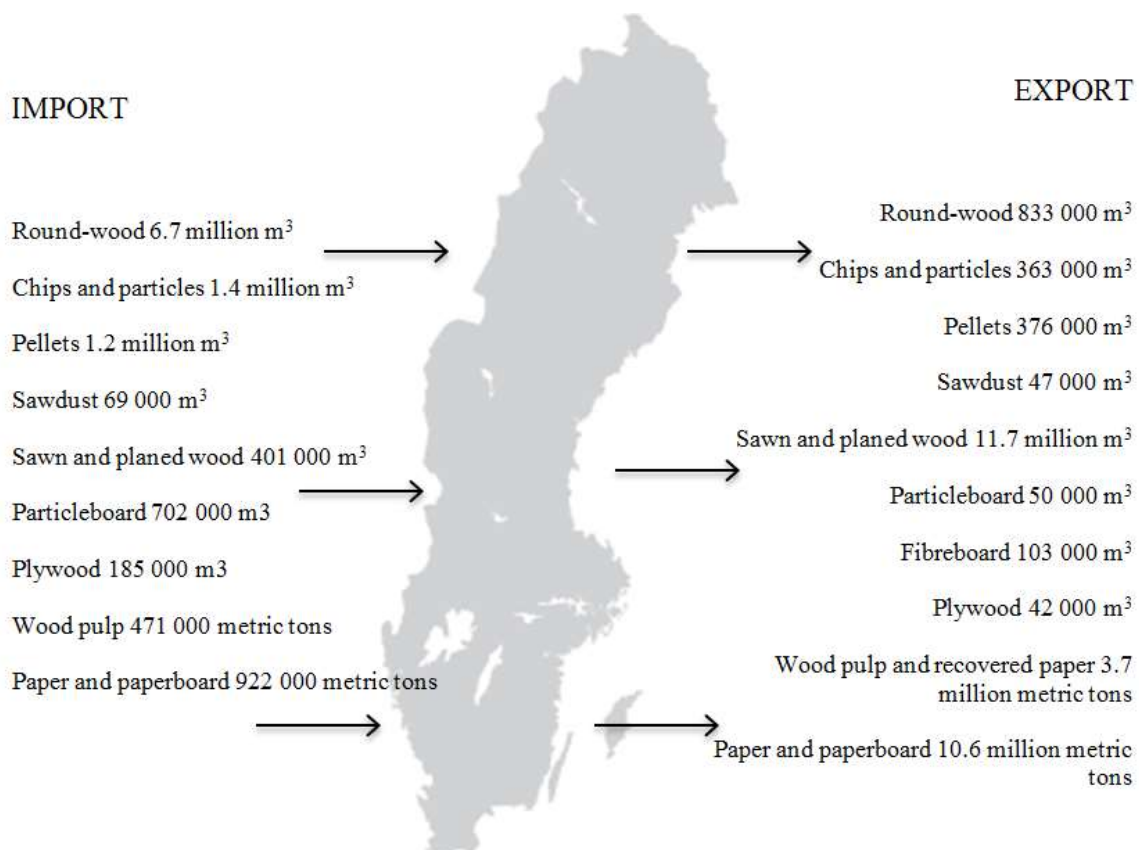 IMPORT
Round-wood 6.7 million m³
Chips and particles 1.4 million m³
Pellets 1.2 million m³
Sawdust 69 000 m³
Sawn and planed wood 401 000 m³
Particleboard 702 000 m3
Plywood 185 000 m3
Wood pulp 471 000 metric tons
Paper and paperboard 922 000 metric tons
EXPORT
Round-wood 833 000 m³
Chips and particles 363 000 m³
Pellets 376 000 m³
Sawdust 47 000 m³
Sawn and planed wood 11.7 million m³
Particleboard 50 000 m³
Fibreboard 103 000 m³
Plywood 42 000 m³
Wood pulp and recovered paper 3.7
million metric tons
Paper and paperboard 10.6 million metric
tons